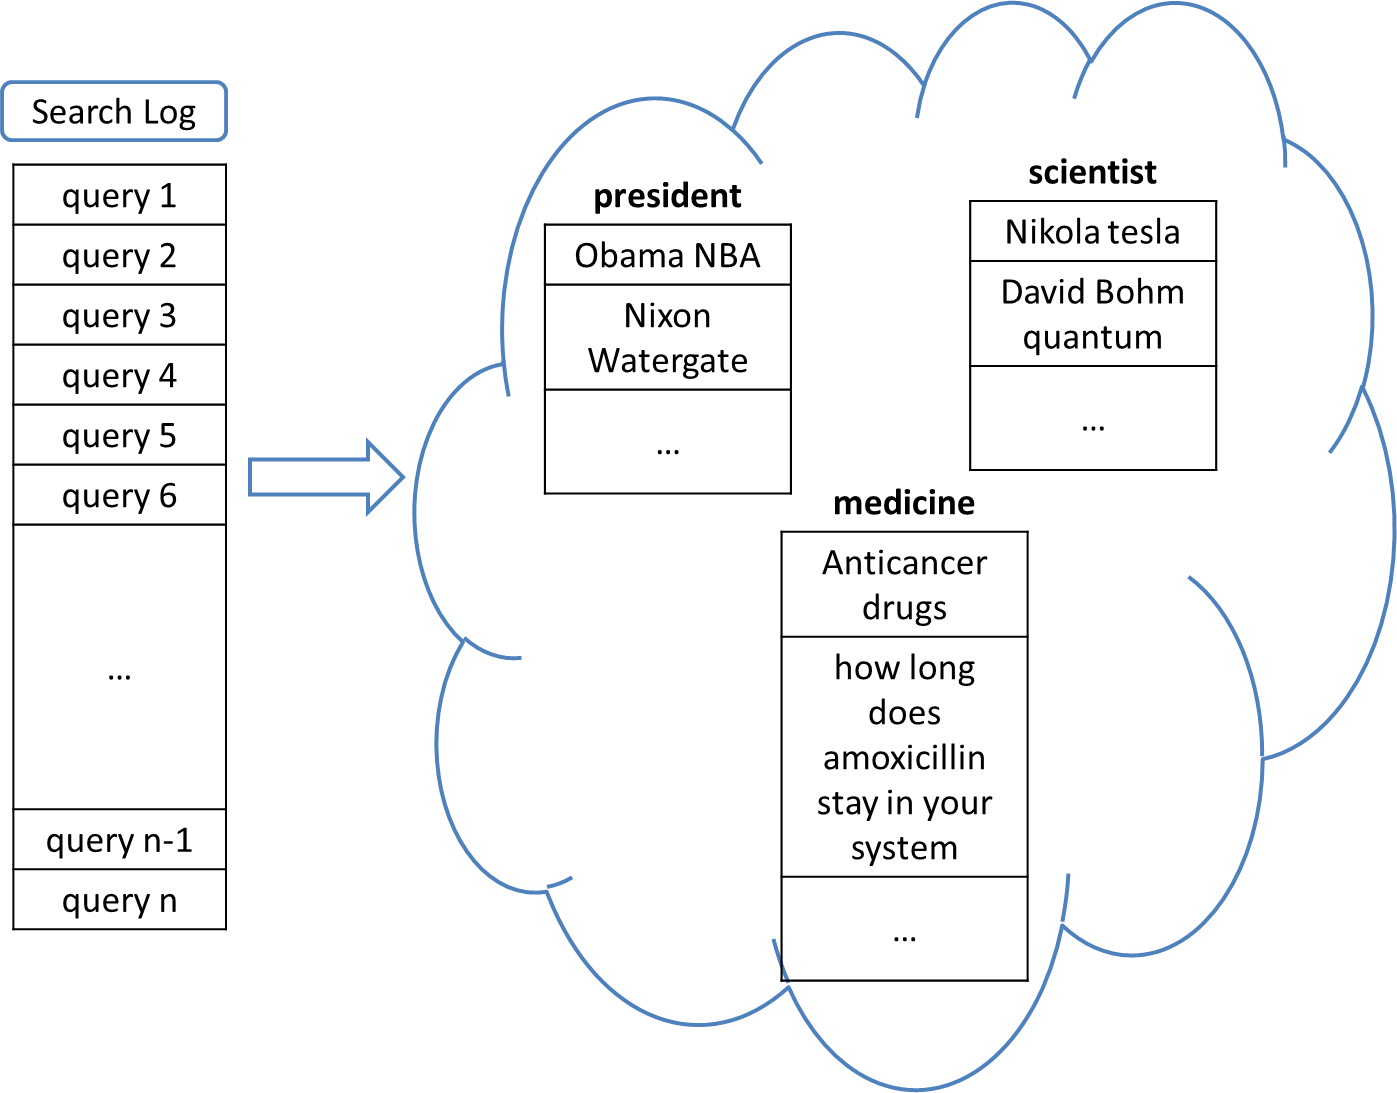 Search Log
query 1
query 2
query 3
query 4
query 5
query 6
...
query n-1
query n
president
Obama NBA
Nixon
Watergate
...
scientist
Nikola tesla
David Bohm
quantum
...
medicine
Anticancer
drugs
how long
does
amoxicillin
stay in your
system
...